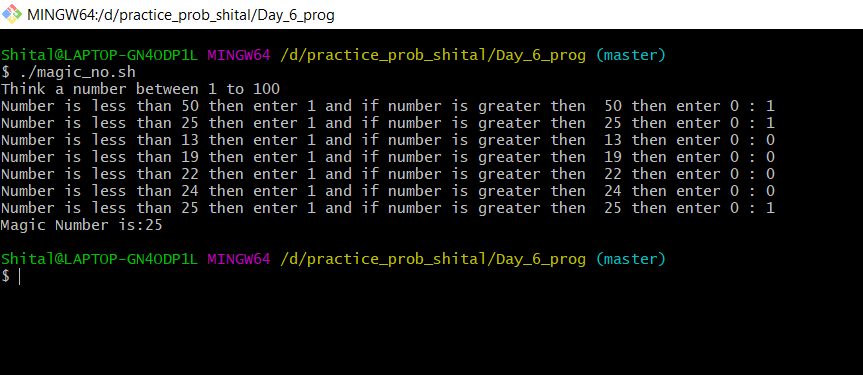 MINGW64:/d/practice_prob_shital/Day_6_prog
Shital@LAPTOP-GN4ODP1L MINGW64 /d/practice_prob_shital/Day_6_prog (master)
$ ./magic_no.sh
Think a number between 1 to 100
Number is less than 50 then enter 1 and if number is greater then  50 then enter 0 : 1
Number is less than 25 then enter 1 and if number is greater then  25 then enter 0 : 1
Number is less than 13 then enter 1 and if number is greater then  13 then enter 0 : 0
Number is less than 19 then enter 1 and if number is greater then  19 then enter 0 : 0
Number is less than 22 then enter 1 and if number is greater then  22 then enter 0 : 0
Number is less than 24 then enter 1 and if number is greater then  24 then enter 0 : 0
Number is less than 25 then enter 1 and if number is greater then  25 then enter 0 : 1
Magic Number is:25
Shital@LAPTOP-GN4ODP1L MINGW64 /d/practice_prob_shital/Day_6_prog (master)
$